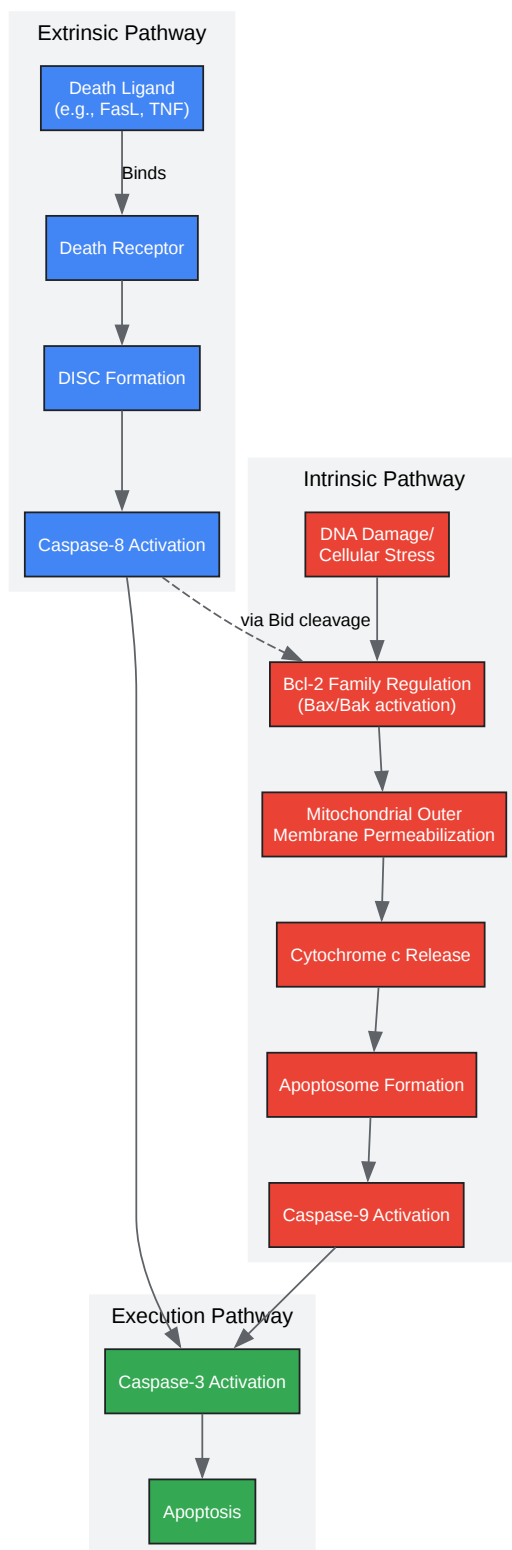 Extrinsic Pathway
Death Ligand
(e.g., FasL, TNF)
Binds
Death Receptor
DISC Formation
Caspase-8 Activation
Intrinsic Pathway
DNA Damage/
Cellular Stress
via Bid cleavage
Bcl-2 Family Regulation
(Bax/Bak activation)
Mitochondrial Outer
Membrane Permeabilization
Cytochrome c Release
Apoptosome Formation
Caspase-9 Activation
Execution Pathway
Caspase-3 Activation
Apoptosis